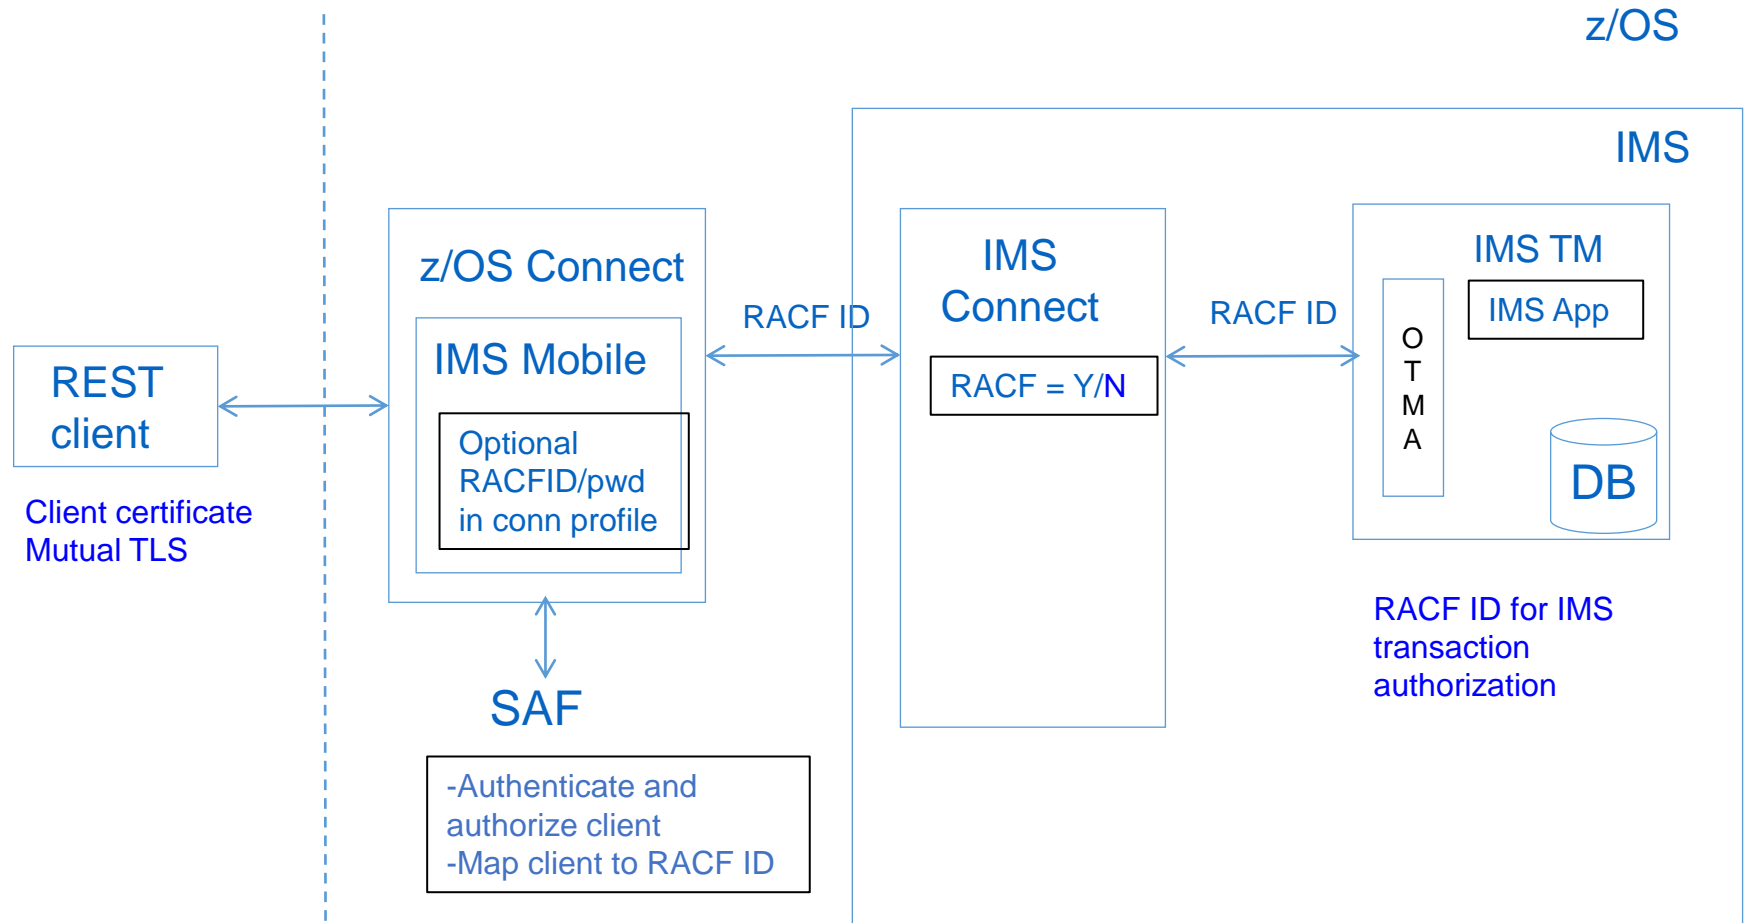 z/OS
IMS
REST
client
Client certificate
Mutual TLS
z/OS Connect
IMS Mobile
Optional
RACFID/pwd
in conn profile
SAF
-Authenticate and
authorize client
-Map client to RACF ID
RACF ID
IMS
Connect
RACF = Y/N
RACF ID
IMS TM
IMS App
O
T
M
A
DB
RACF ID for IMS
transaction
authorization